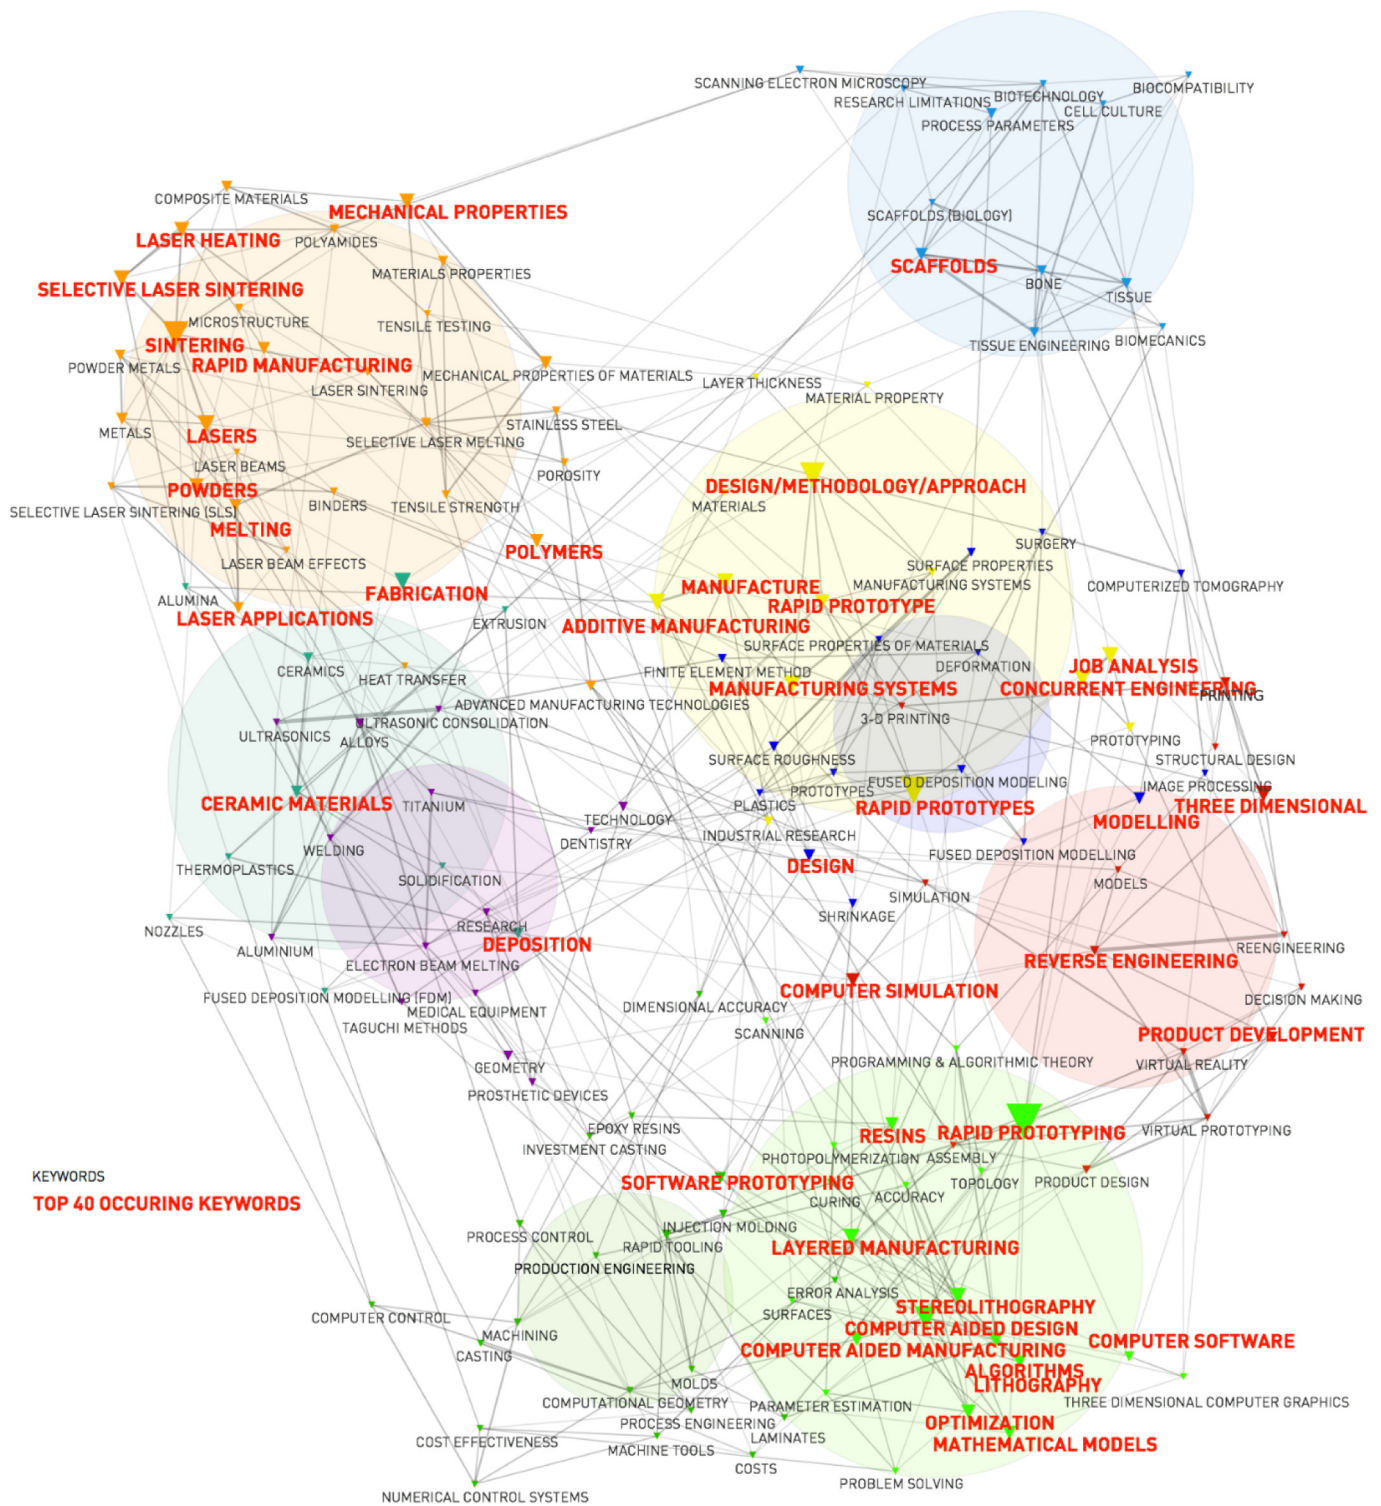 SCANNING ELECTRON MICROSCOPY
BIOTECHNOLOGY
BIOCOMPATIBILITY
RESEARCH LIMITATIONS
CELL CULTURE
PROCESS PARAMETERS
COMPOSITE MATERIALS
MECHANICAL PROPERTIES
SCAFFOLDS (BIOLOGY)
LASER HEATING
POLYAMIDES
MATERIALS PROPERTIES
SCAFFOLDS
BONE
TISSUE
SELECTIVE LASER SINTERING
MICROSTRUCTURE
TENSILE TESTING
SINTERING
TISSUE ENGINEERING
BIOMECANICS
POWDER METALS
RAPID MANUFACTURING
LASER SINTERING
MECHANICAL PROPERTIES OF MATERIALS
LAYER THICKNESS
MATERIAL PROPERTY
METALS
LASERS
SELECTIVE LASER MELTING
STAINLESS STEEL
LASER BEAMS
POROSITY
POWDERS
DESIGN/METHODOLOGY/APPROACH
SELECTIVE LASER SINTERING (SLS)
BINDERS
TENSILE STRENGTH
MATERIALS
MELTING
LASER BEAM EFFECTS
POLYMERS
SURGERY
SURFACE PROPERTIES
ALUMINA
FABRICATION
MANUFACTURE
MANUFACTURING SYSTEMS
COMPUTERIZED TOMOGRAPHY
LASER APPLICATIONS
EXTRUSION
ADDITIVE MANUFACTURING
RAPID PROTOTYPE
SURFACE PROPERTIES OF MATERIALS
CERAMICS
HEAT TRANSFER
FINITE ELEMENT METHOD
DEFORMATION
JOB ANALYSIS
MANUFACTURING SYSTEMS
CONCURRENT ENGINEERING
PRINTING
ADVANCED MANUFACTURING TECHNOLOGIES
3-D PRINTING
ULTRASONICS
ULTRASONIC CONSOLIDATION
ALLOYS
PROTOTYPING
SURFACE ROUGHNESS
STRUCTURAL DESIGN
CERAMIC MATERIALS
TITANIUM
PROTOTYPES
FUSED DEPOSITION MODELING
IMAGE PROCESSING
PLASTICS
RAPID PROTOTYPES
THREE DIMENSIONAL
TECHNOLOGY
INDUSTRIAL RESEARCH
MODELLING
WELDING
DENTISTRY
THERMOPLASTICS
SOLIDIFICATION
DESIGN
FUSED DEPOSITION MODELLING
MODELS
NOZZLES
RESEARCH
SHRINKAGE
SIMULATION
ALUMINIUM
DEPOSITION
ELECTRON BEAM MELTING
REENGINEERING
REVERSE ENGINEERING
FUSED DEPOSITION MODELLING (FDM)
MEDICAL EQUIPMENT
TAGUCHI METHODS
DIMENSIONAL ACCURACY
COMPUTER SIMULATION
DECISION MAKING
SCANNING
PRODUCT DEVELOPMENT
GEOMETRY
PROGRAMMING & ALGORITHMIC THEORY
VIRTUAL REALITY
PROSTHETIC DEVICES
EPOXY RESINS
RESINS
RAPID PROTOTYPING
VIRTUAL PROTOTYPING
INVESTMENT CASTING
PHOTOPOLYMERIZATION
ASSEMBLY
KEYWORDS
SOFTWARE PROTOTYPING
TOPOLOGY
PRODUCT DESIGN
TOP 40 OCCURING KEYWORDS
CURING
ACCURACY
PROCESS CONTROL
INJECTION MOLDING
RAPID TOOLING
LAYERED MANUFACTURING
PRODUCTION ENGINEERING
ERROR ANALYSIS
COMPUTER CONTROL
SURFACES
STEREOLITHOGRAPHY
MACHINING
COMPUTER AIDED DESIGN
COMPUTER SOFTWARE
CASTING
COMPUTER AIDED MANUFACTURING
ALGORITHMS
MOLDS
LITHOGRAPHY
COMPUTATIONAL GEOMETRY
PARAMETER ESTIMATION
THREE DIMENSIONAL COMPUTER GRAPHICS
PROCESS ENGINEERING
OPTIMIZATION
COST EFFECTIVENESS
MACHINE TOOLS
LAMINATES
MATHEMATICAL MODELS
COSTS
PROBLEM SOLVING
NUMERICAL CONTROL SYSTEMS